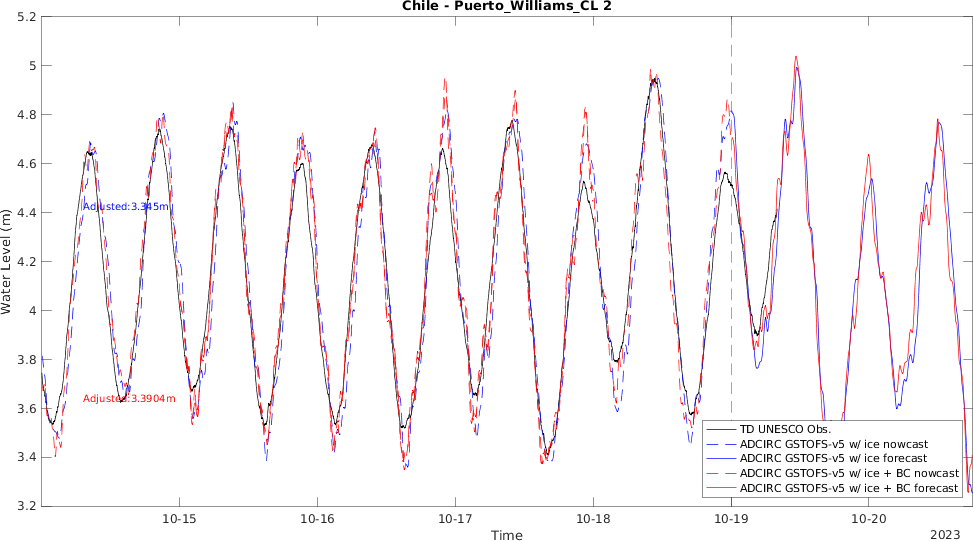 Chile - Puerto_Williams_CL 2
5.2
5
4.8
4.6
4.4
4.2
4
3.8
3.6
3.4
3.2
Water Level (m)
Adjusted:3.345m
Adjusted:3.3904m
TD UNESCO Obs.
ADCIRC GSTOFS-v5 w/ ice nowcast
ADCIRC GSTOFS-v5 w/ ice forecast
ADCIRC GSTOFS-v5 w/ ice + BC nowcast
ADCIRC GSTOFS-v5 w/ ice + BC forecast
10-15 10-16 10-17 10-18 10-19 10-20
Time
2023